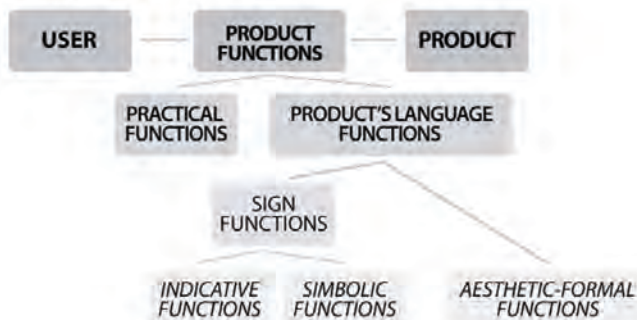 USER
PRODUCT
FUNCTIONS
PRODUCT
PRACTICAL
FUNCTIONS
PRODUCT'S LANGUAGE
FUNCTIONS
SIGN
FUNCTIONS
INDICATIVE
FUNCTIONS
SIMBOLIC
FUNCTIONS
AESTHETIC-FORMAL
FUNCTIONS